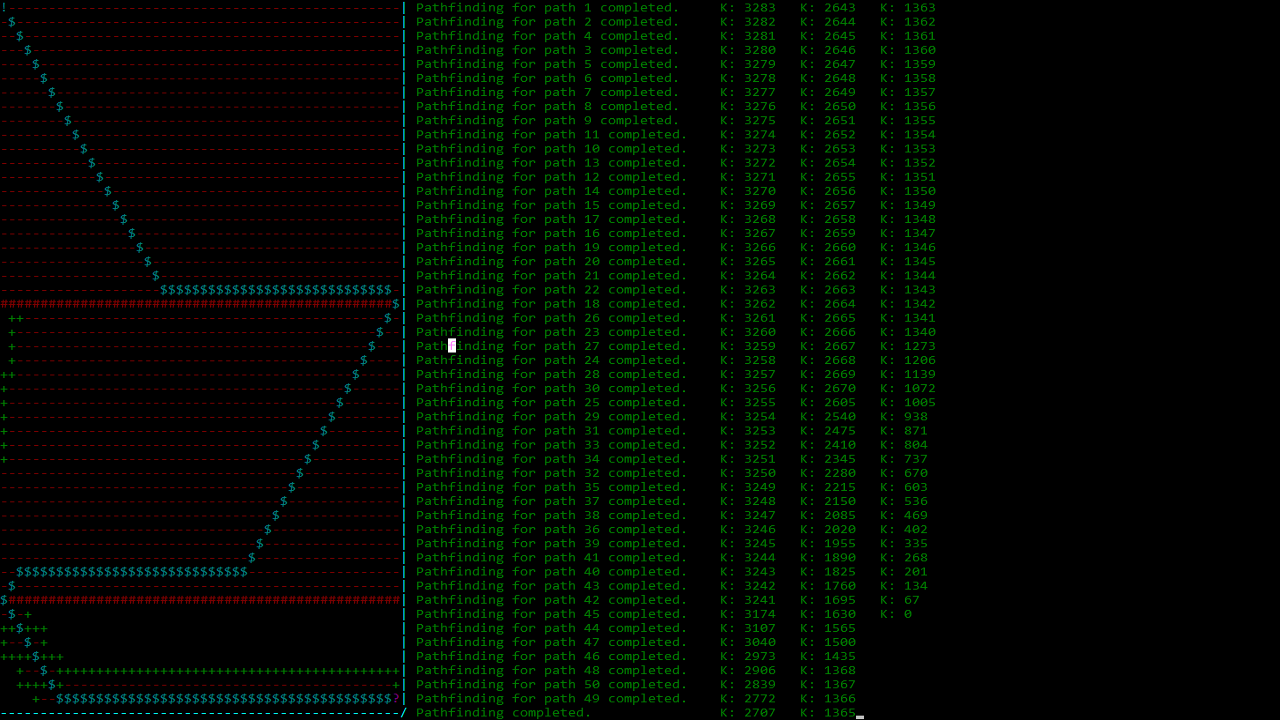 Pathfinding for path 1 completed. K: 3283 K: 2643 K: 1363
Pathfinding for path 2 completed. K: 3282 K: 2644 K: 1362
Pathfinding for path 4 completed. K: 3281 K: 2645 K: 1361
Pathfinding for path 3 completed. K: 3280 K: 2646 K: 1360
Pathfinding for path 5 completed. K: 3279 K: 2647 K: 1359
Pathfinding for path 6 completed. K: 3278 K: 2648 K: 1358
Pathfinding for path 7 completed. K: 3277 K: 2649 K: 1357
Pathfinding for path 8 completed. K: 3276 K: 2650 K: 1356
Pathfinding for path 9 completed. K: 3275 K: 2651 K: 1355
Pathfinding for path 11 completed. K: 3274 K: 2652 K: 1354
Pathfinding for path 10 completed. K: 3273 K: 2653 K: 1353
Pathfinding for path 13 completed. K: 3272 K: 2654 K: 1352
Pathfinding for path 12 completed. K: 3271 K: 2655 K: 1351
Pathfinding for path 14 completed. K: 3270 K: 2656 K: 1350
Pathfinding for path 15 completed. K: 3269 K: 2657 K: 1349
Pathfinding for path 17 completed. K: 3268 K: 2658 K: 1348
Pathfinding for path 16 completed. K: 3267 K: 2659 K: 1347
Pathfinding for path 19 completed. K: 3266 K: 2660 K: 1346
Pathfinding for path 20 completed. K: 3265 K: 2661 K: 1345
Pathfinding for path 21 completed. K: 3264 K: 2662 K: 1344
Pathfinding for path 22 completed. K: 3263 K: 2663 K: 1343
Pathfinding for path 18 completed. K: 3262 K: 2664 K: 1342
Pathfinding for path 26 completed. K: 3261 K: 2665 K: 1341
Pathfinding for path 23 completed. K: 3260 K: 2666 K: 1340
Pathfinding for path 27 completed. K: 3259 K: 2667 K: 1273
Pathfinding for path 24 completed. K: 3258 K: 2668 K: 1206
Pathfinding for path 28 completed. K: 3257 K: 2669 K: 1139
Pathfinding for path 30 completed. K: 3256 K: 2670 K: 1072
Pathfinding for path 25 completed. K: 3255 K: 2605 K: 1005
Pathfinding for path 29 completed. K: 3254 K: 2540 K: 938
Pathfinding for path 31 completed. K: 3253 K: 2475 K: 871
Pathfinding for path 33 completed. K: 3252 K: 2410 K: 804
Pathfinding for path 34 completed. K: 3251 K: 2345 K: 737
Pathfinding for path 32 completed. K: 3250 K: 2280 K: 670
Pathfinding for path 35 completed. K: 3249 K: 2215 K: 603
Pathfinding for path 37 completed. K: 3248 K: 2150 K: 536
Pathfinding for path 38 completed. K: 3247 K: 2085 K: 469
Pathfinding for path 36 completed. K: 3246 K: 2020 K: 402
Pathfinding for path 39 completed. K: 3245 K: 1955 K: 335
Pathfinding for path 41 completed. K: 3244 K: 1890 K: 268
Pathfinding for path 40 completed. K: 3243 K: 1825 K: 201
Pathfinding for path 43 completed. K: 3242 K: 1760 K: 134
Pathfinding for path 42 completed. K: 3241 K: 1695 K: 67
Pathfinding for path 45 completed. K: 3174 K: 1630 K: 0
Pathfinding for path 44 completed. K: 3107 K: 1565
Pathfinding for path 47 completed. K: 3040 K: 1500
Pathfinding for path 46 completed. K: 2973 K: 1435
Pathfinding for path 48 completed. K: 2906 K: 1368
Pathfinding for path 50 completed. K: 2839 K: 1367
Pathfinding for path 49 completed. K: 2772 K: 1366
Pathfinding completed. K: 2707 K: 1365